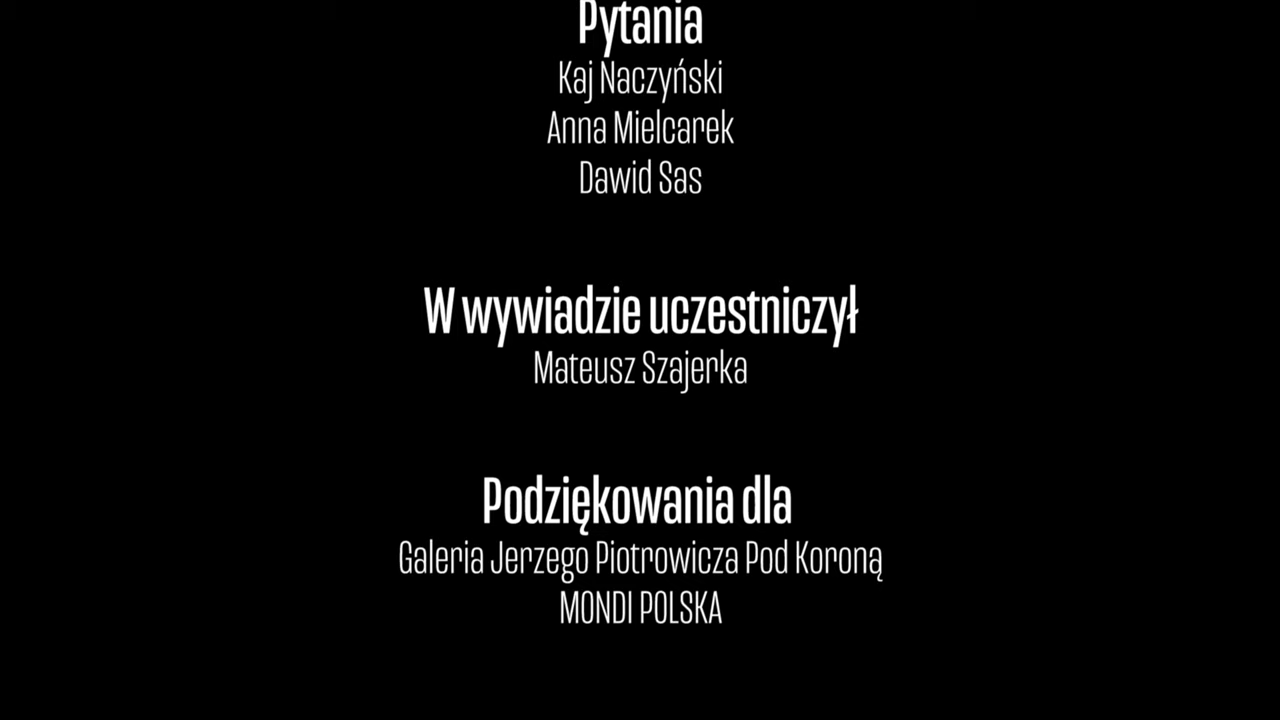 Pytania
Kaj Naczyński
Anna Mielcarek
Dawid Sas
W wywiadzie uczestniczył
Mateusz Szajerka
Podziękowania dla
Galeria Jerzego Piotrowicza Pod Koroną
MONDI POLSKA